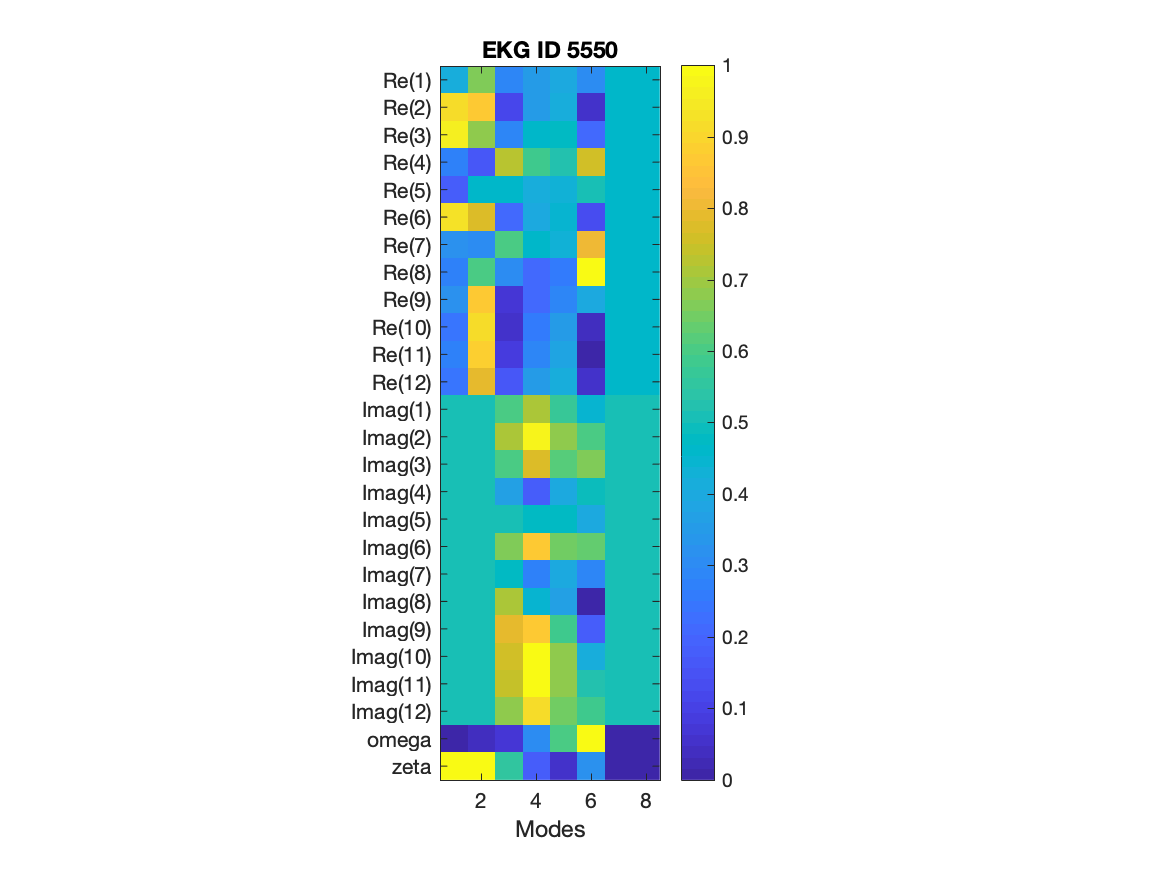 EKG ID 5550
Re(1)
Re(2)
Re(3)
Re(4)
Re(5)
Re(6)
Re(7)
Re(8)
Re(9)
Re(10)
Re(11)
Re(12)
Imag(1)
Imag(2)
Imag(3)
Imag(4)
Imag(5)
Imag(6)
Imag(7)
Imag(8)
Imag(9)
Imag(10)
Imag(11)
Imag(12)
omega
zeta
2 4 6 8
Modes
1
0.9
0.8
0.7
0.6
0.5
0.4
0.3
0.2
0.1
0